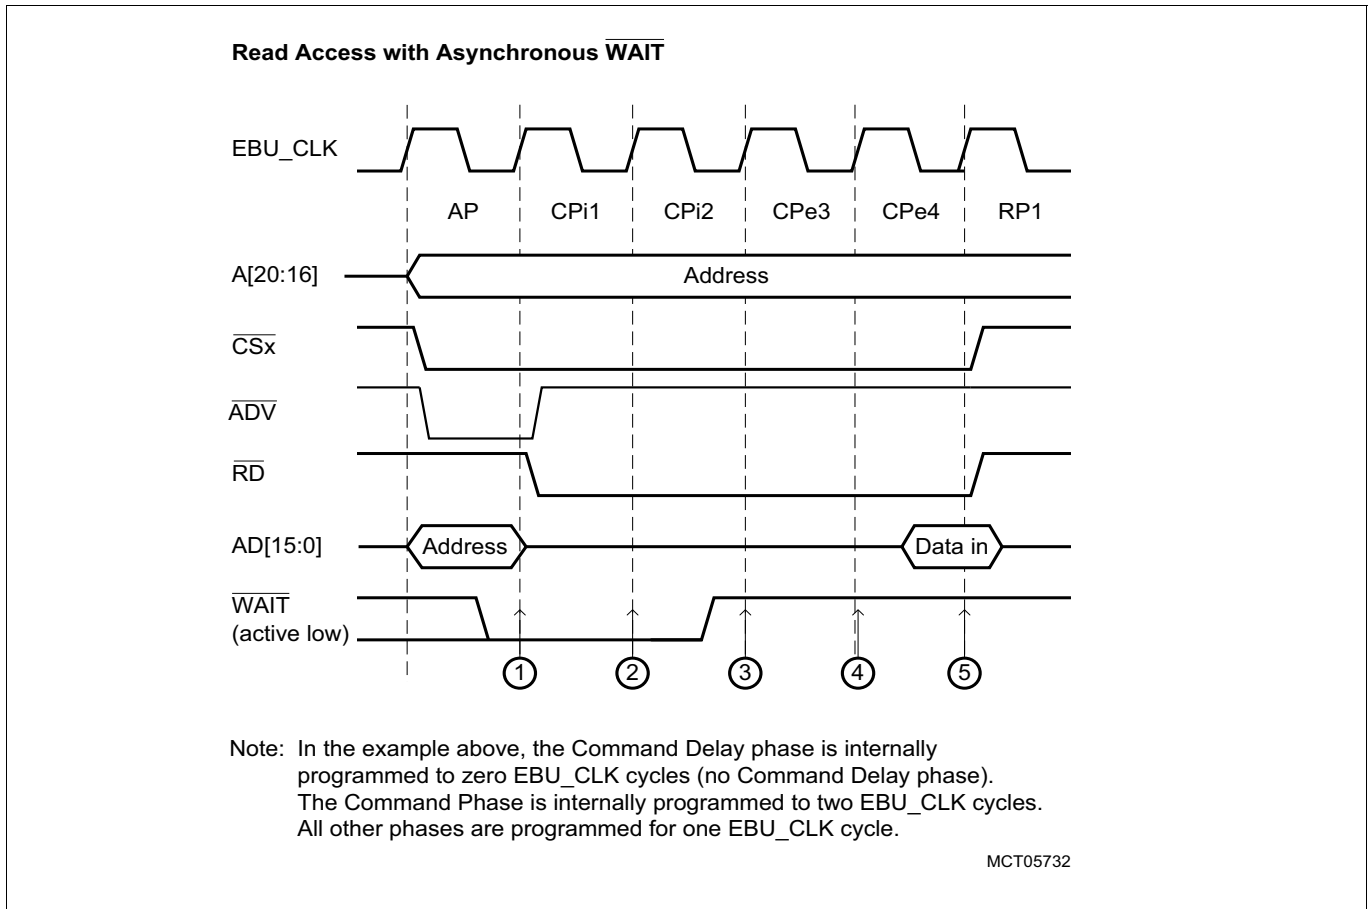 Read Access with Asynchronous WAIT
EBU_CLK
AP CPi1 CPi2 CPe3 CPe4 RP1
A[20:16] Address
CSx
ADV
RD
AD[15:0] Address Data in
WAIT
(active low)
1 2 3 4 5
Note: In the example above, the Command Delay phase is internally
programmed to zero EBU_CLK cycles (no Command Delay phase).
The Command Phase is internally programmed to two EBU_CLK cycles.
All other phases are programmed for one EBU_CLK cycle.
MCT05732